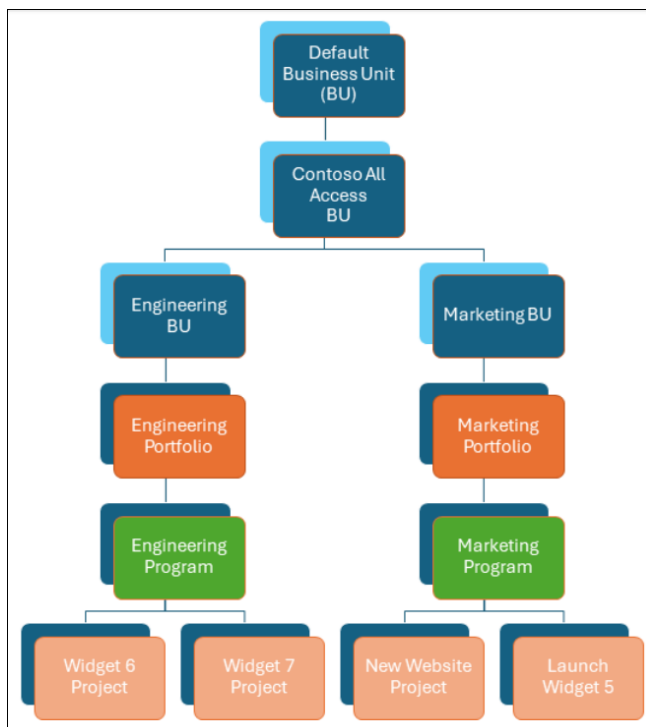 Default
Business Unit
(BU)
Contoso All
Access
BU
Engineering
BU
Marketing BU
Engineering
Portfolio
Marketing
Portfolio
Engineering
Program
Marketing
Program
Widget 6
Project
Widget 7
Project
New Website
Project
Launch
Widget 5